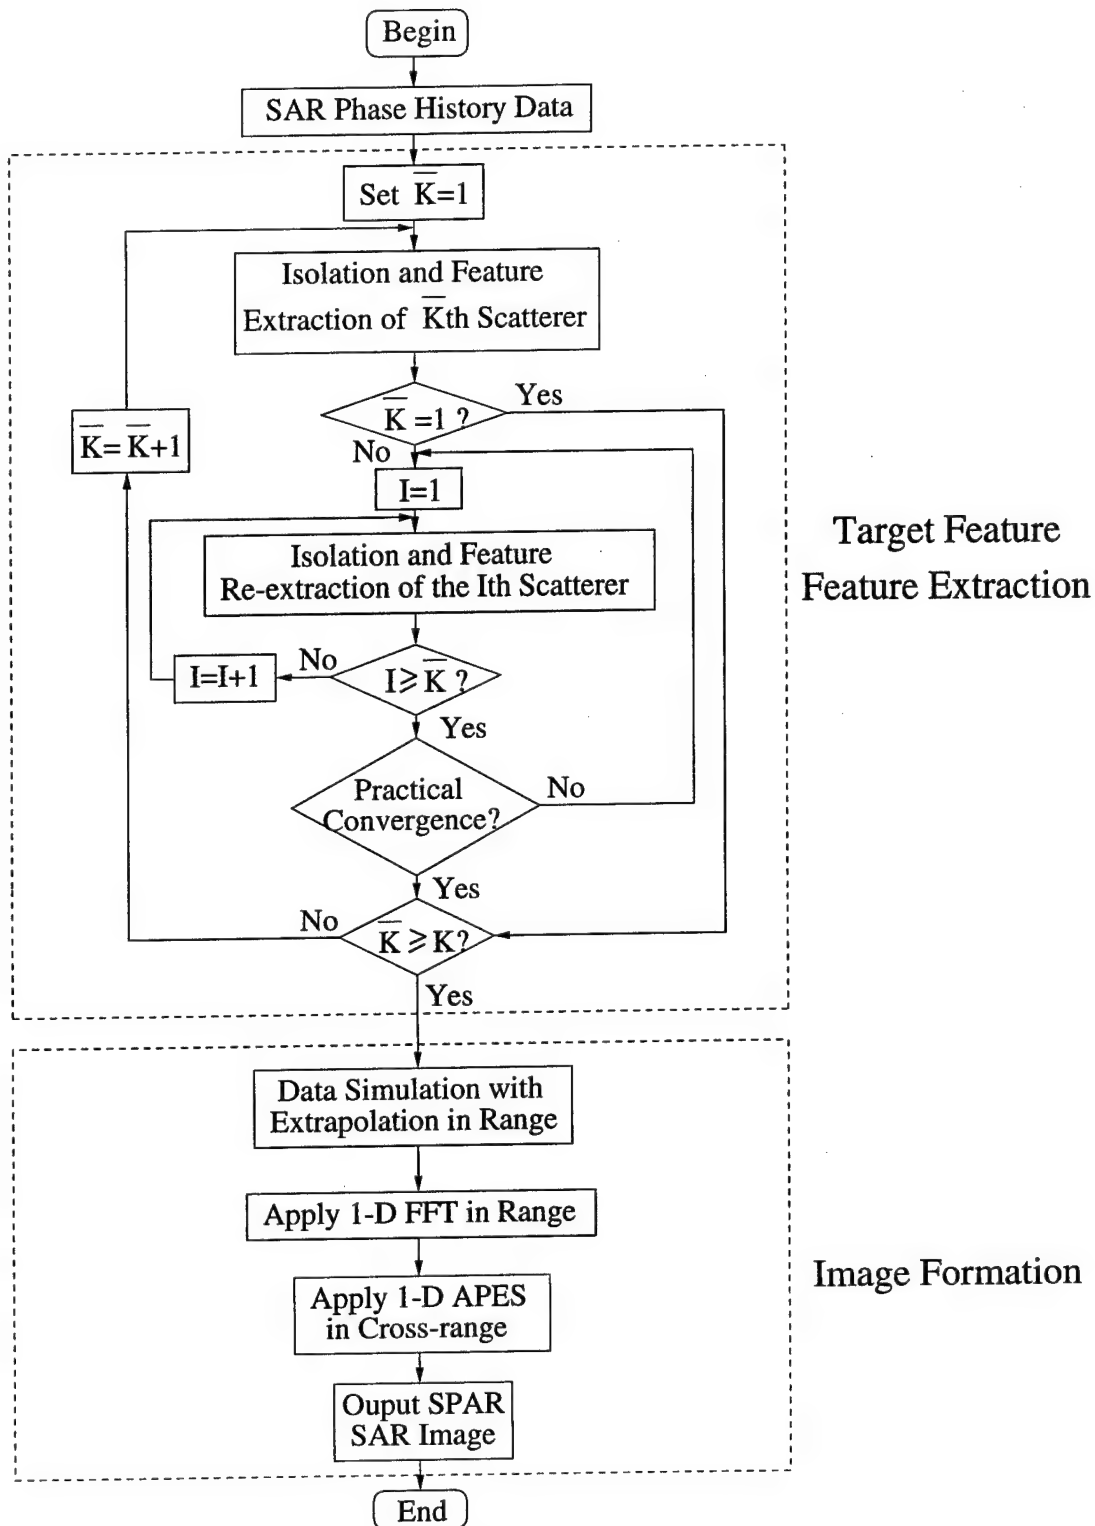 Begin
SAR Phase History Data
Set K̅=1
Isolation and Feature
Extraction of K̅th Scatterer
K̅=1 ?
Yes
No
K̅=K̅+1
I=1
Isolation and Feature
Re-extraction of the Ith Scatterer
I≥K̅ ?
No
I=I+1
Yes
Practical
Convergence?
No
Yes
K̅≥K?
No
Yes
Target Feature
Feature Extraction
Data Simulation with
Extrapolation in Range
Apply 1-D FFT in Range
Apply 1-D APES
in Cross-range
Ouput SPAR
SAR Image
Image Formation
End